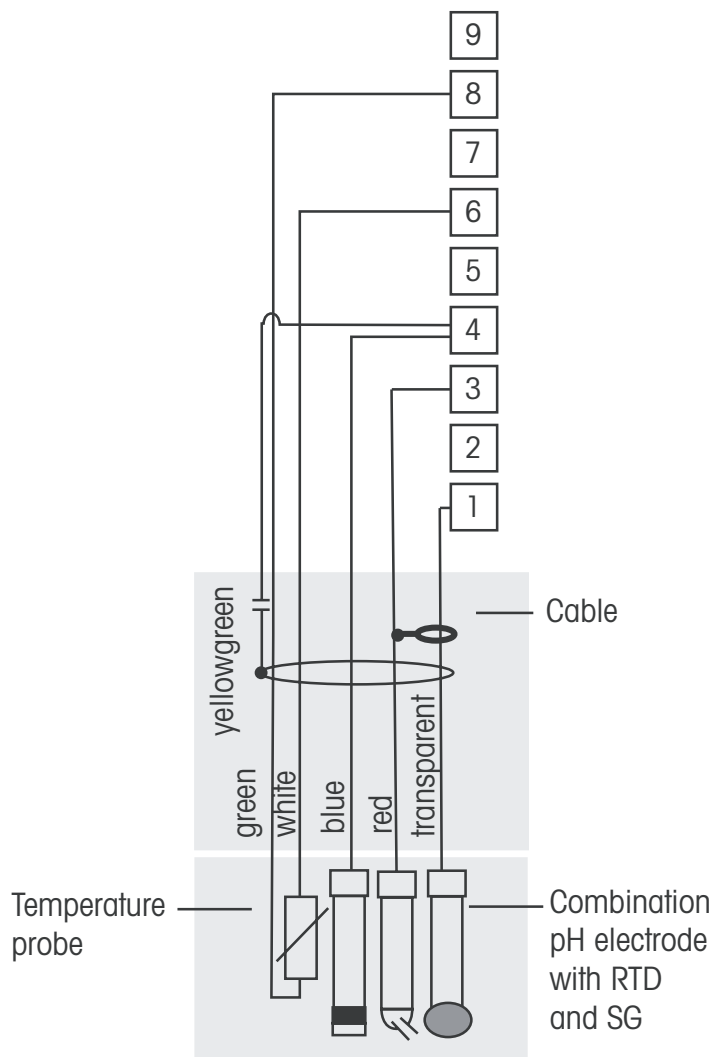 9
8
7
6
5
4
3
2
1
Cable
yellowgreen
green
white
blue
red
transparent
Temperature
probe
Combination
pH electrode
with RTD
and SG